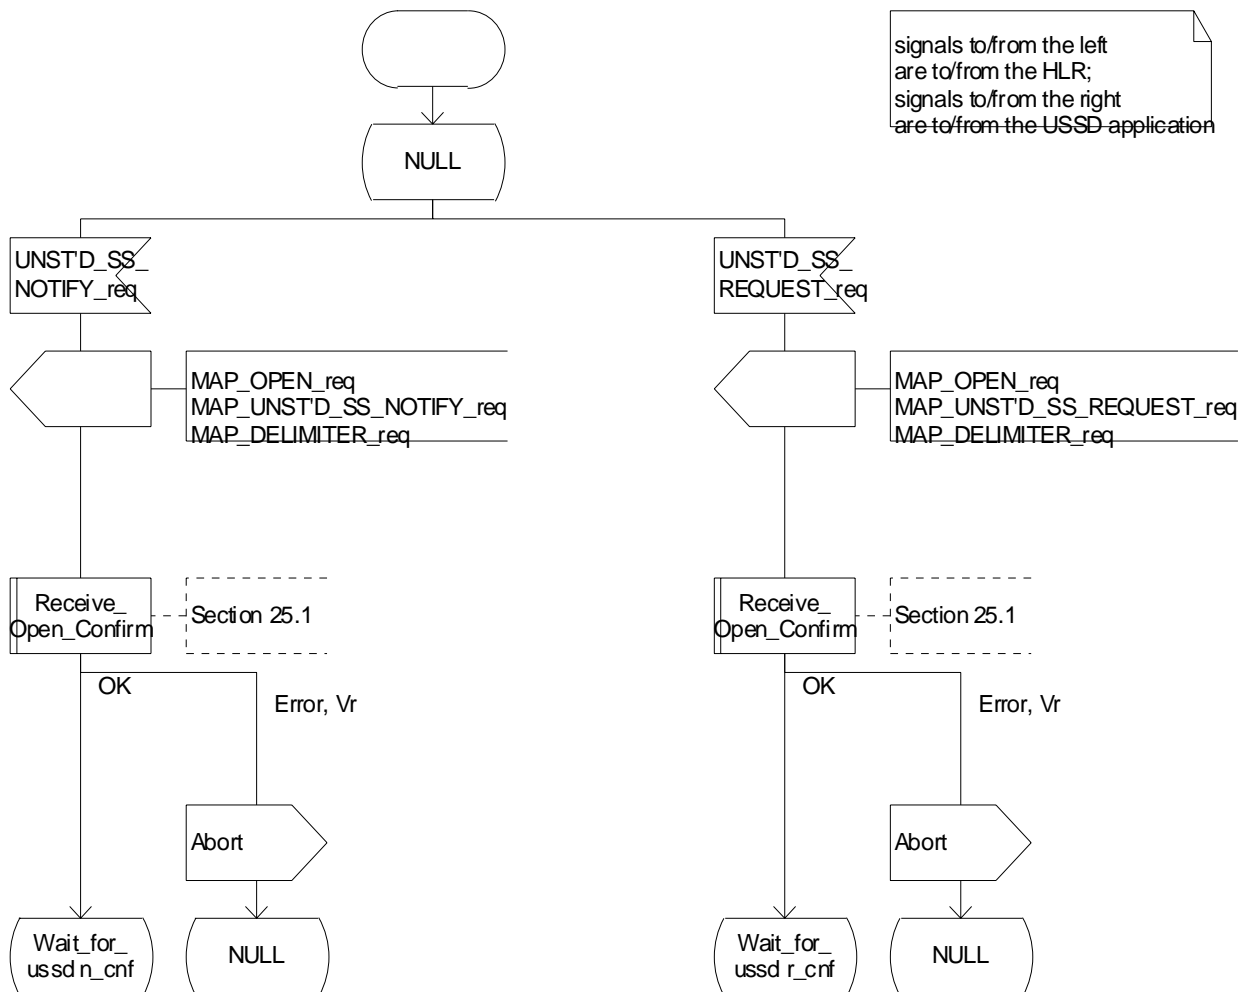 signals to/from the left
are to/from the HLR;
signals to/from the right
are to/from the USSD application
NULL
UNST'D_SS_
NOTIFY_req
UNST'D_SS_
REQUEST_req
MAP_OPEN_req
MAP_UNST'D_SS_NOTIFY_req
MAP_DELIMITER_req
MAP_OPEN_req
MAP_UNST'D_SS_REQUEST_req
MAP_DELIMITER_req
Receive_
Open_Confirm
Section 25.1
Receive_
Open_Confirm
Section 25.1
OK
Error, Vr
OK
Error, Vr
Abort
Abort
Wait_for_
ussd n_cnf
NULL
Wait_for_
ussd r_cnf
NULL